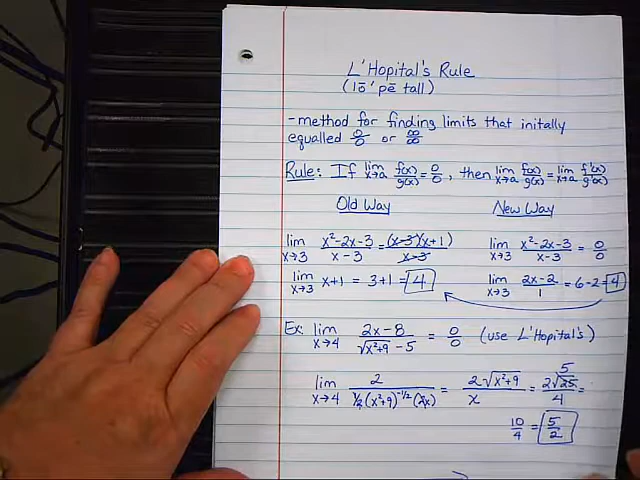 L'Hopital's Rule
(lō' pē tall)
- method for finding limits that initally
equalled 0/0 or ∞/∞
Rule: If lim x→a f(x)/g(x) = 0/0, then lim x→a f(x)/g(x) = lim x→a f'(x)/g'(x)
Old Way New Way
lim x→3 x²-2x-3/x-3 = (x-3)(x+1)/x-3 lim x→3 x²-2x-3/x-3 = 0/0
lim x→3 x+1 = 3+1 = 4 lim x→3 2x-2/1 = 6-2 = 4
Ex: lim x→4 2x-8/√x²+9 - 5 = 0/0 (use L'Hopital's)
lim x→4 2/½(x²+9)^-1/2(2x) = 2√x²+9/x = 2√25/4 = 5
10/4 = 5/2